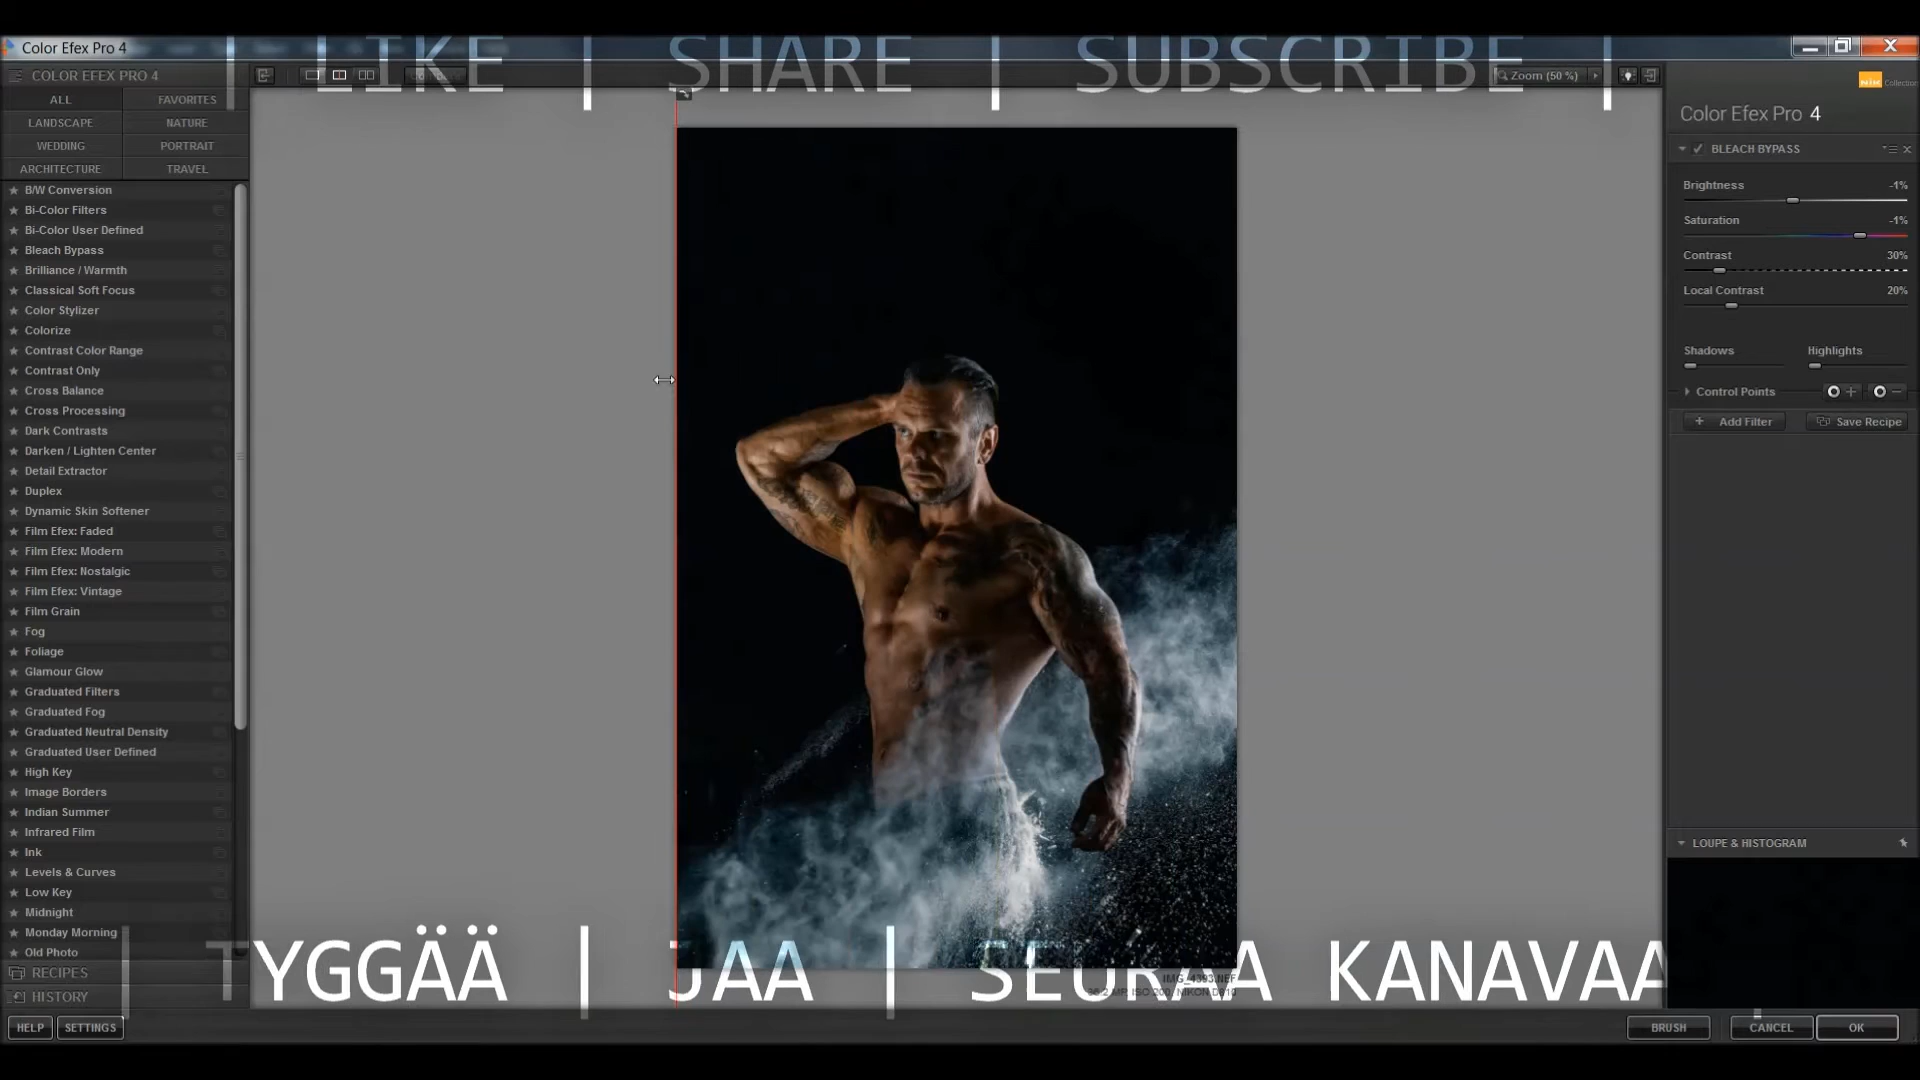 Color Efex Pro 4
| LIKE | SHARE | SUBSCRIBE |
COLOR EFEX PRO 4
Compare
Zoom (50 %)
Nik Collection
ALL
FAVORITES
LANDSCAPE
NATURE
WEDDING
PORTRAIT
ARCHITECTURE
TRAVEL
B/W Conversion
Bi-Color Filters
Bi-Color User Defined
Bleach Bypass
Brilliance / Warmth
Classical Soft Focus
Color Stylizer
Colorize
Contrast Color Range
Contrast Only
Cross Balance
Cross Processing
Dark Contrasts
Darken / Lighten Center
Detail Extractor
Duplex
Dynamic Skin Softener
Film Efex: Faded
Film Efex: Modern
Film Efex: Nostalgic
Film Efex: Vintage
Film Grain
Fog
Foliage
Glamour Glow
Graduated Filters
Graduated Fog
Graduated Neutral Density
Graduated User Defined
High Key
Image Borders
Indian Summer
Infrared Film
Ink
Levels & Curves
Low Key
Midnight
Monday Morning
Old Photo
RECIPES
HISTORY
HELP
SETTINGS
Color Efex Pro 4
BLEACH BYPASS
Brightness -1%
Saturation -1%
Contrast 30%
Local Contrast 20%
Shadows
Highlights
Control Points
+ Add Filter
Save Recipe
LOUPE & HISTOGRAM
| TYGGÄÄ | JAA | SEURAA KANAVAA
IMG_4393.NEF
BRUSH
CANCEL
OK